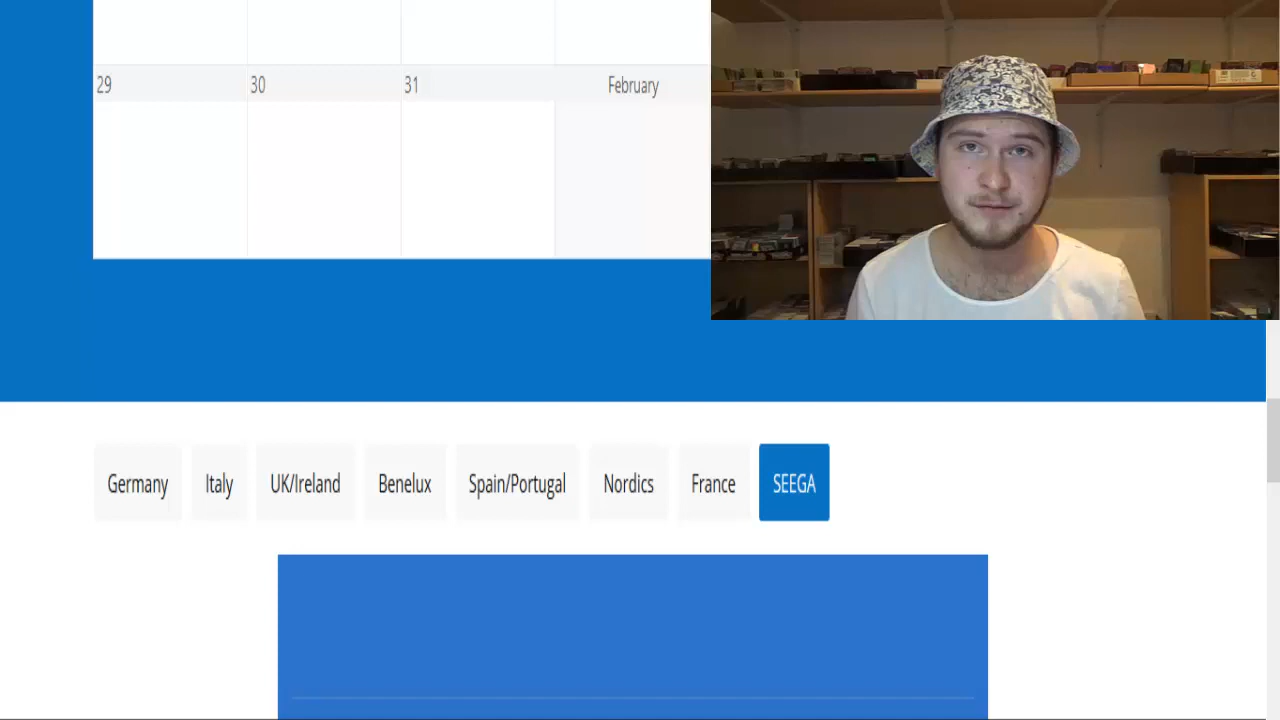 29 30 31 February
Germany Italy UK/Ireland Benelux Spain/Portugal Nordics France SEEGA